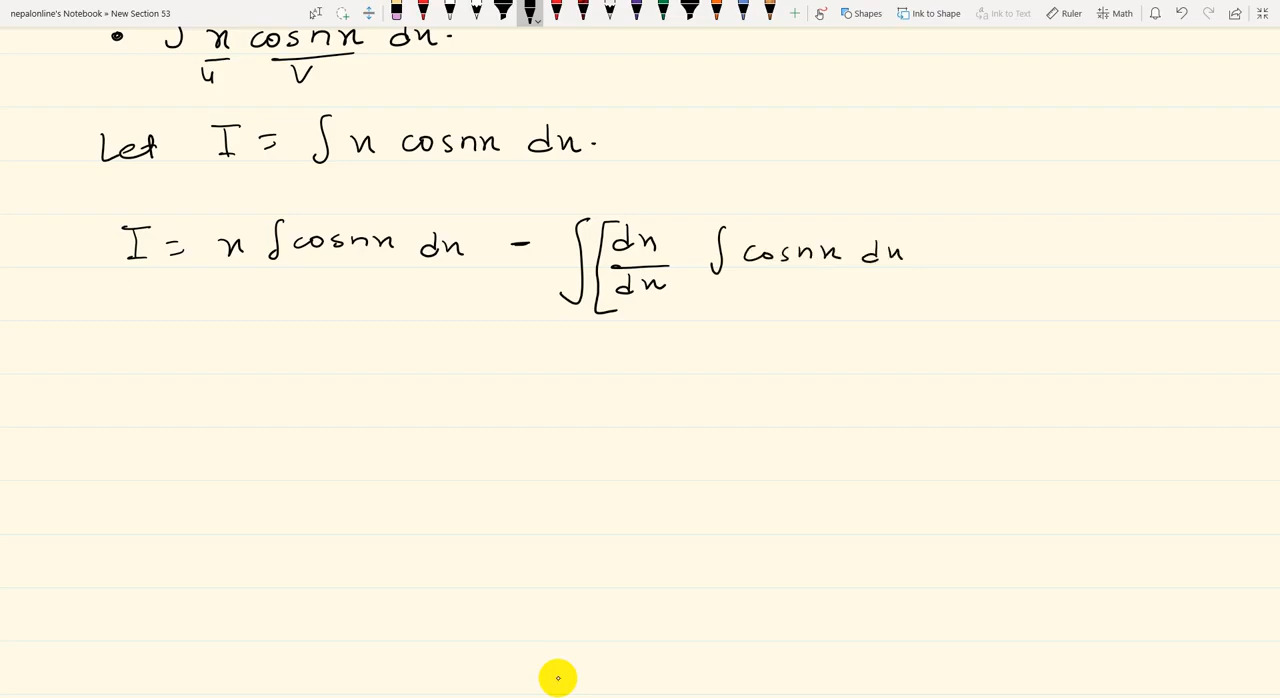 nepalonline's Notebook » New Section 53
Shapes Ink to Shape Ink to Text Ruler Math
• ∫ x cosnx dx.
u v
Let I = ∫ x cosnx dx.
I = x ∫ cosnx dx - ∫ [ dx/dx ∫ cosnx dx